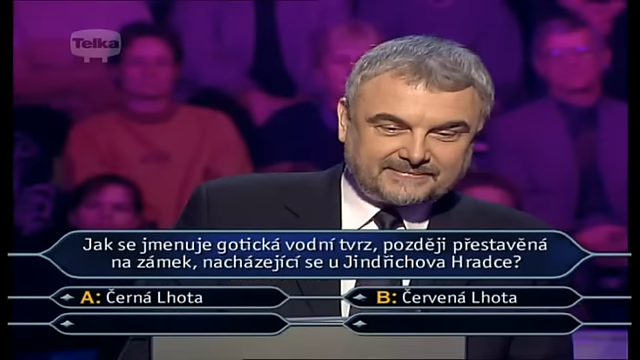 Telka
Jak se jmenuje gotická vodní tvrz, později přestavěná
na zámek, nacházející se u Jindřichova Hradce?
A: Černá Lhota
B: Červená Lhota